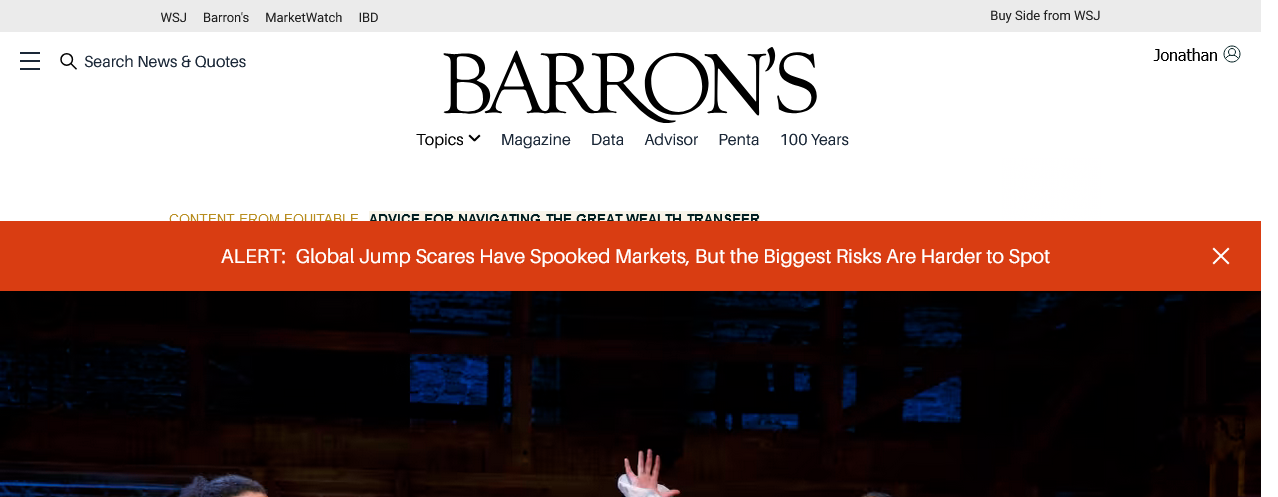 WSJ Barron's MarketWatch IBD Buy Side from WSJ
Search News & Quotes
BARRON'S
Jonathan
Topics Magazine Data Advisor Penta 100 Years
CONTENT FROM EQUITABLE ADVICE FOR NAVIGATING THE GREAT WEALTH TRANSFER
ALERT: Global Jump Scares Have Spooked Markets, But the Biggest Risks Are Harder to Spot